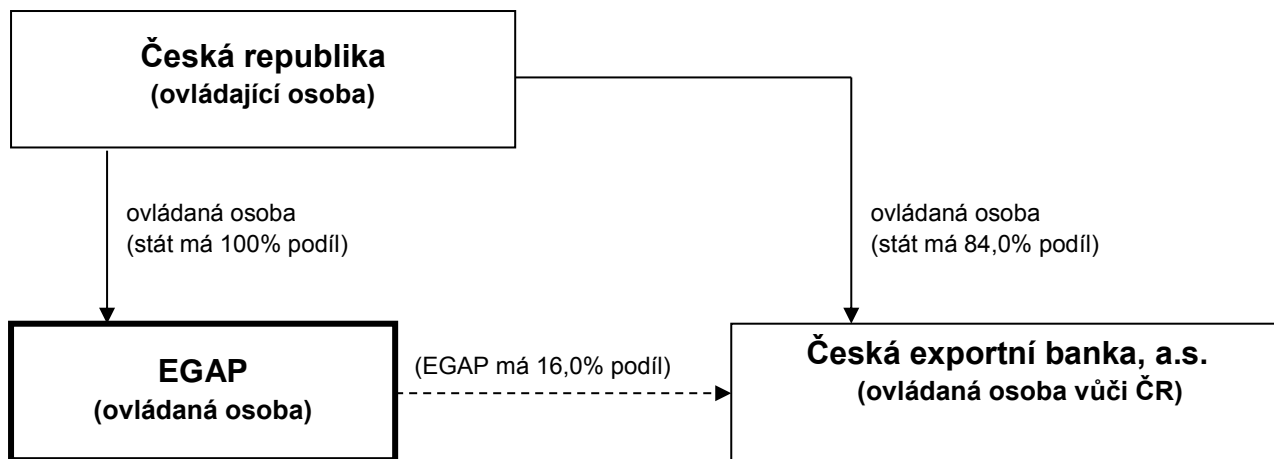 Česká republika
(ovládající osoba)
ovládaná osoba
(stát má 100% podíl)
ovládaná osoba
(stát má 84,0% podíl)
EGAP
(ovládaná osoba)
(EGAP má 16,0% podíl)
Česká exportní banka, a.s.
(ovládaná osoba vůči ČR)